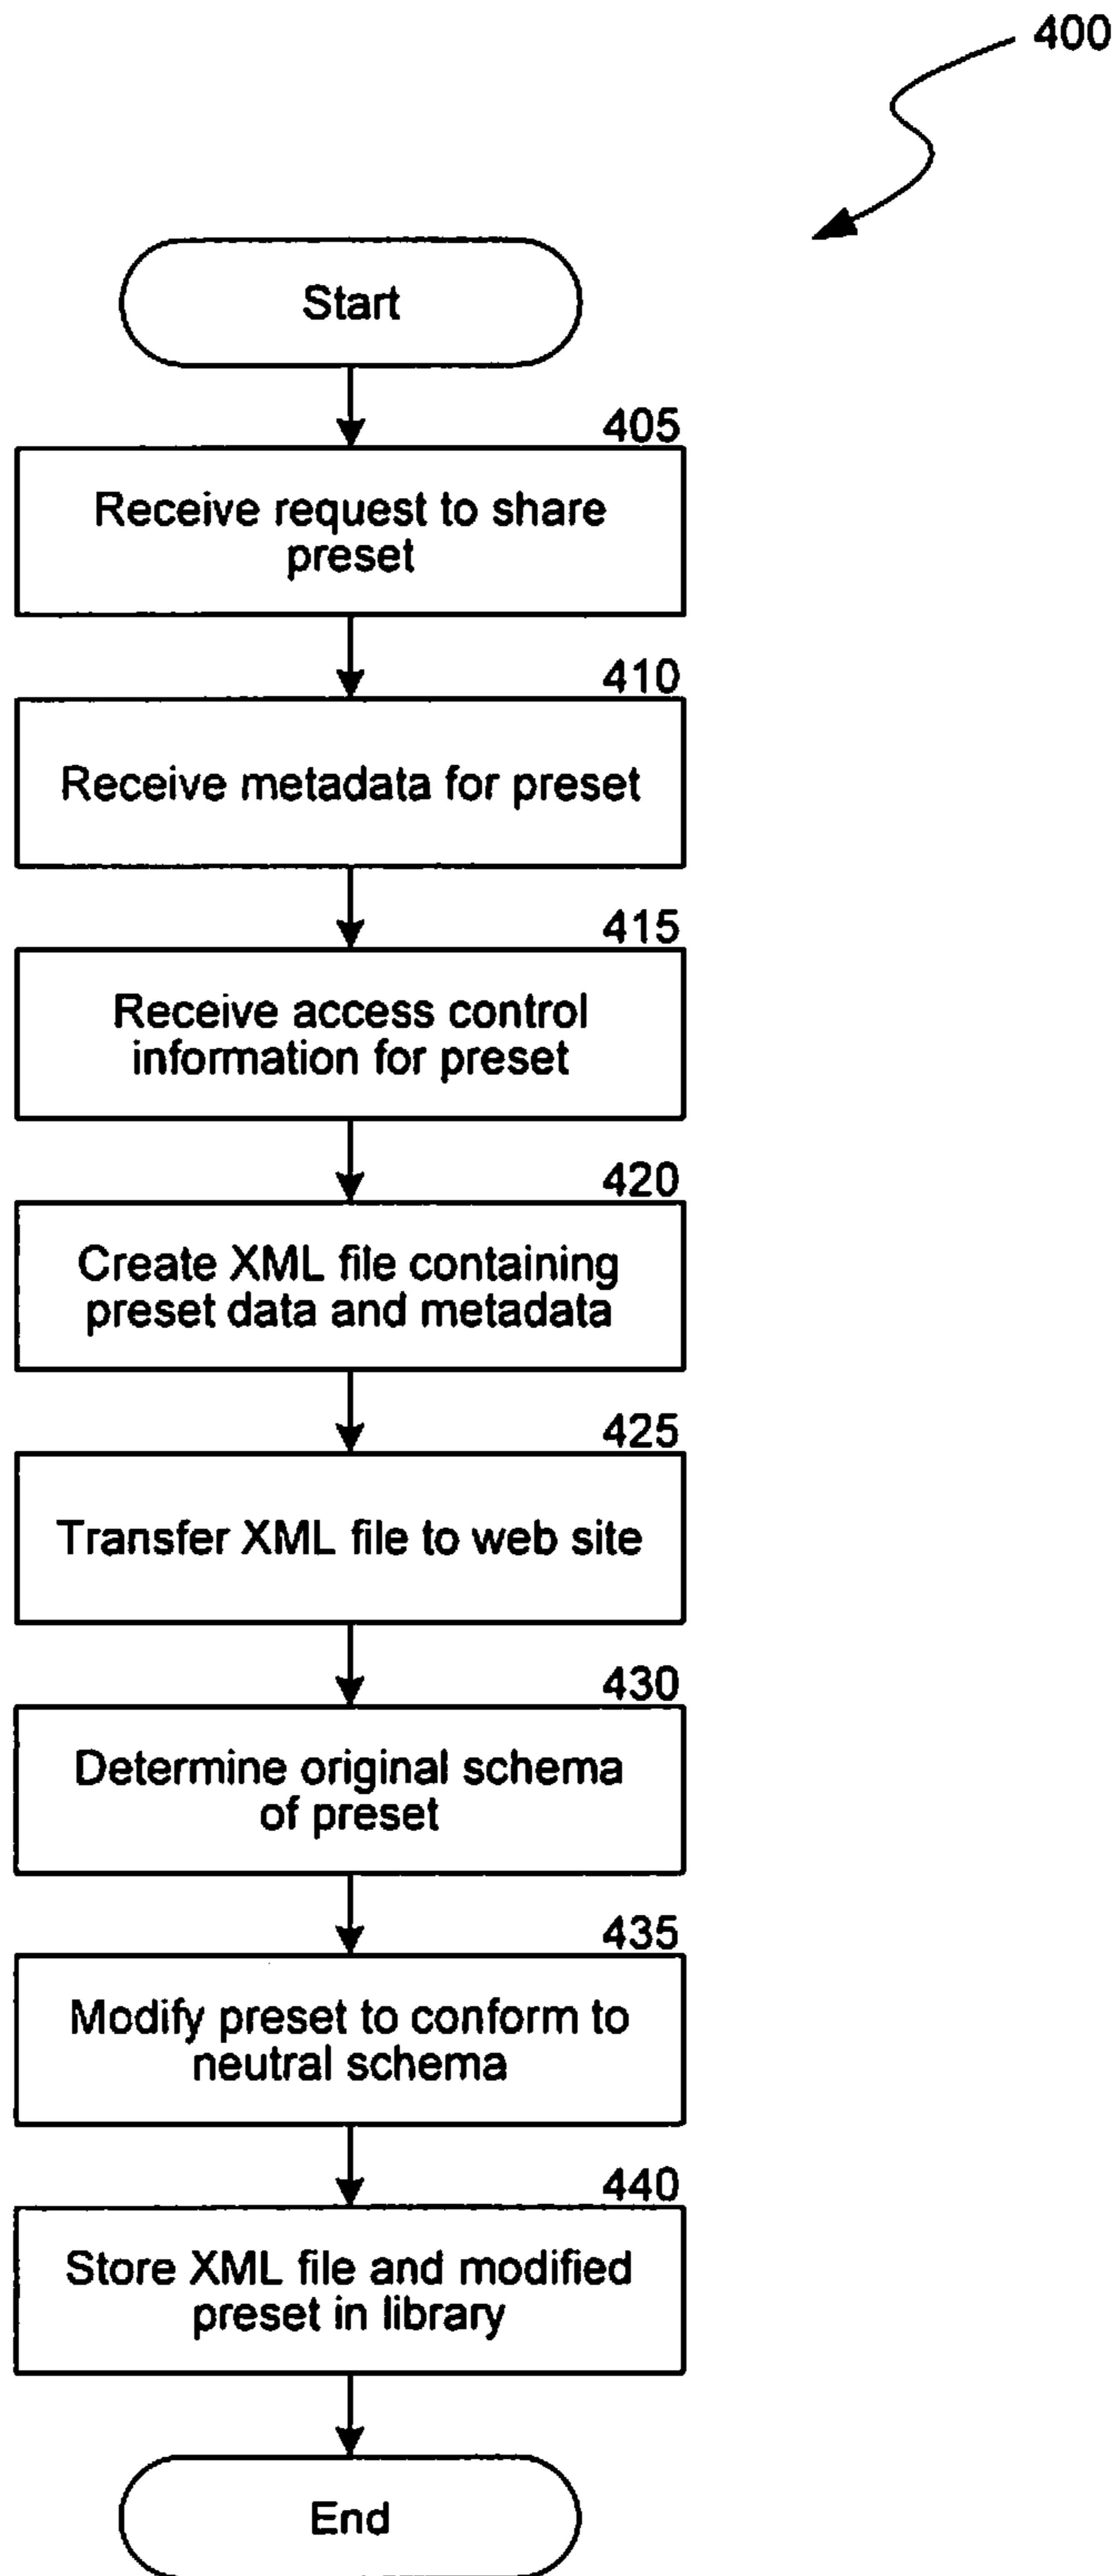 400
Start
405
Receive request to share
preset
410
Receive metadata for preset
415
Receive access control
information for preset
420
Create XML file containing
preset data and metadata
425
Transfer XML file to web site
430
Determine original schema
of preset
435
Modify preset to conform to
neutral schema
440
Store XML file and modified
preset in library
End